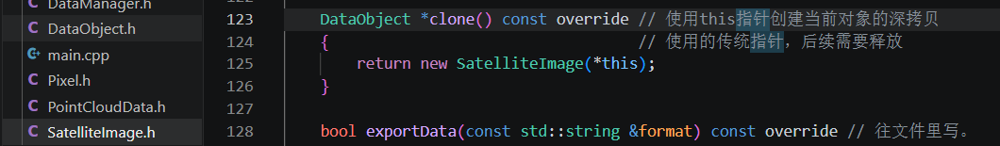 DataManager.h
DataObject.h
main.cpp
Pixel.h
PointCloudData.h
SatelliteImage.h
123 DataObject *clone() const override // 使用this指针创建当前对象的深拷贝
124 { // 使用的传统指针，后续需要释放
125 return new SatelliteImage(*this);
126 }
127
128 bool exportData(const std::string &format) const override // 往文件里写。